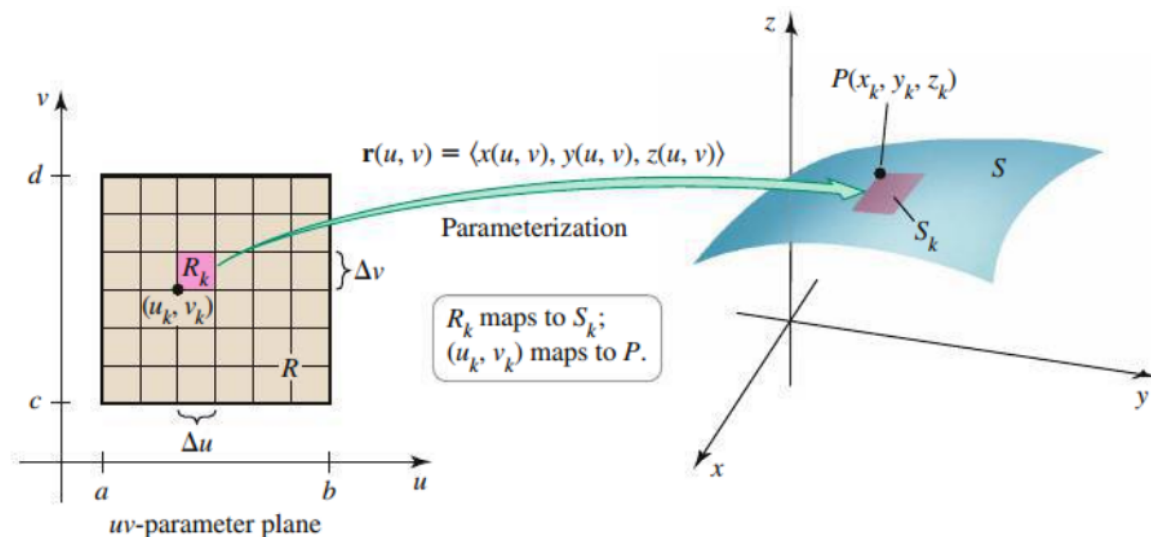 v
d
c
a
b
u
R_k
(u_k, v_k)
R
Δv
Δu
uv-parameter plane
r(u, v) = ⟨x(u, v), y(u, v), z(u, v)⟩
Parameterization
R_k maps to S_k;
(u_k, v_k) maps to P.
z
P(x_k, y_k, z_k)
S
S_k
y
x